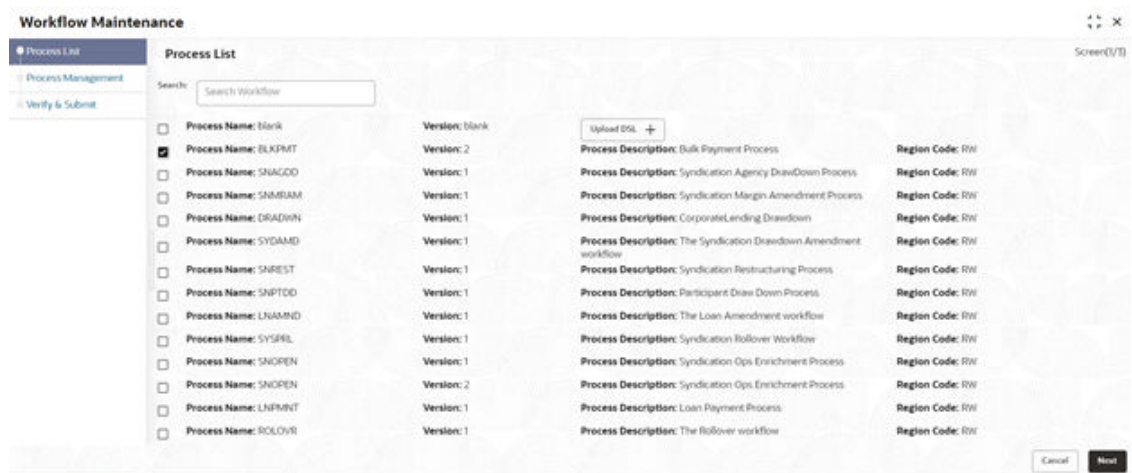 Workflow Maintenance
Process List
Process Management
Verify & Submit
Process List
Screen(1/3)
Search:
Search Workflow
Process Name: blank Version: blank Upload DSL +
Process Name: BLKPMT Version: 2 Process Description: Bulk Payment Process Region Code: RW
Process Name: SNAGDD Version: 1 Process Description: Syndication Agency DrawDown Process Region Code: RW
Process Name: SNMRAM Version: 1 Process Description: Syndication Margin Amendment Process Region Code: RW
Process Name: DRADWN Version: 1 Process Description: CorporateLending Drawdown Region Code: RW
Process Name: SYDAMD Version: 1 Process Description: The Syndication Drawdown Amendment Region Code: RW
workflow
Process Name: SNREST Version: 1 Process Description: Syndication Restructuring Process Region Code: RW
Process Name: SNPTDD Version: 1 Process Description: Participant Draw Down Process Region Code: RW
Process Name: LNAMND Version: 1 Process Description: The Loan Amendment workflow Region Code: RW
Process Name: SYSPRL Version: 1 Process Description: Syndication Rollover Workflow Region Code: RW
Process Name: SNOPEN Version: 1 Process Description: Syndication Ops Enrichment Process Region Code: RW
Process Name: SNOPEN Version: 2 Process Description: Syndication Ops Enrichment Process Region Code: RW
Process Name: LNPMNT Version: 1 Process Description: Loan Payment Process Region Code: RW
Process Name: ROLOVR Version: 1 Process Description: The Rollover workflow Region Code: RW
Cancel Next